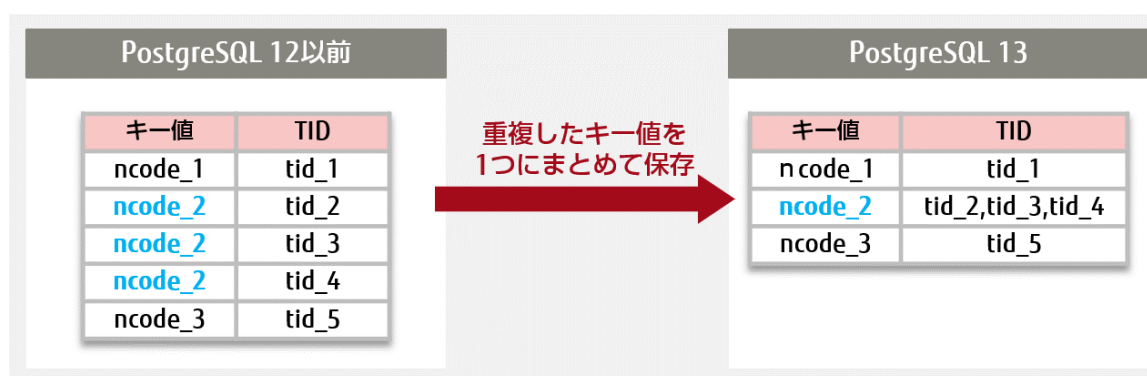 PostgreSQL 12以前
キー値 TID
ncode_1 tid_1
ncode_2 tid_2
ncode_2 tid_3
ncode_2 tid_4
ncode_3 tid_5
重複したキー値を
1つにまとめて保存
PostgreSQL 13
キー値 TID
ncode_1 tid_1
ncode_2 tid_2,tid_3,tid_4
ncode_3 tid_5